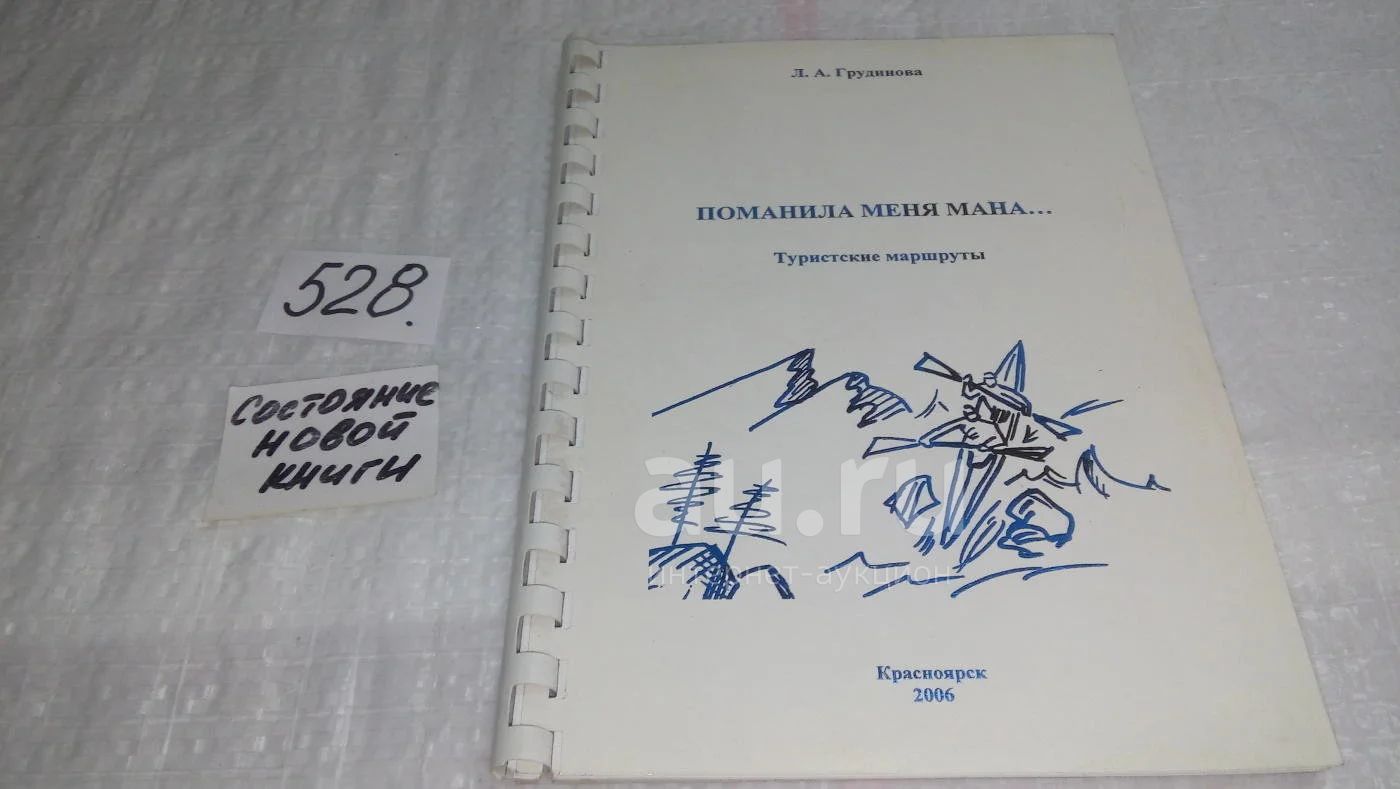 Л. А. Грудинова
ПОМАНИЛА МЕНЯ МАНА...
Туристские маршруты
528.
Состояние
новой
книги
au.ru
интернет-аукцион
Красноярск
2006